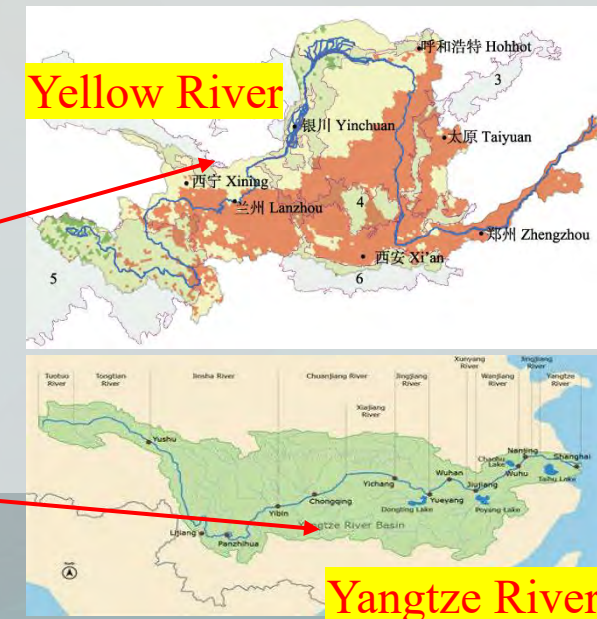 Yellow River
呼和浩特 Hohhot
3
银川 Yinchuan
太原 Taiyuan
西宁 Xining
兰州 Lanzhou
4
郑州 Zhengzhou
西安 Xi'an
5
6
Tuotuo River
Tongtian River
Jinsha River
Chuanjiang River
Xiajiang River
Jingjiang River
Xunyang River
Wanjiang River
Jingjiang River
Yangtze River
Yushu
Lijiang
Panzhihua
Yibin
Chongqing
Yichang
Dongting Lake
Yueyang
Wuhan
Jiujiang
Poyang Lake
Chaohu Lake
Wuhu
Nanjing
Taihu Lake
Shanghai
Yangtze River Basin
Yangtze River